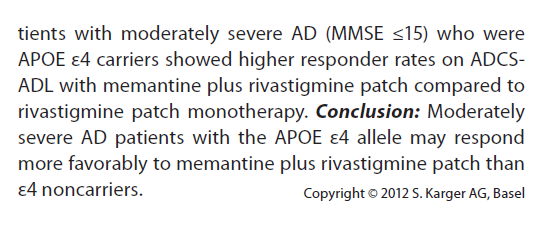 tients with moderately severe AD (MMSE ≤15) who were
APOE ε4 carriers showed higher responder rates on ADCS-
ADL with memantine plus rivastigmine patch compared to
rivastigmine patch monotherapy. Conclusion: Moderately
severe AD patients with the APOE ε4 allele may respond
more favorably to memantine plus rivastigmine patch than
ε4 noncarriers. Copyright © 2012 S. Karger AG, Basel